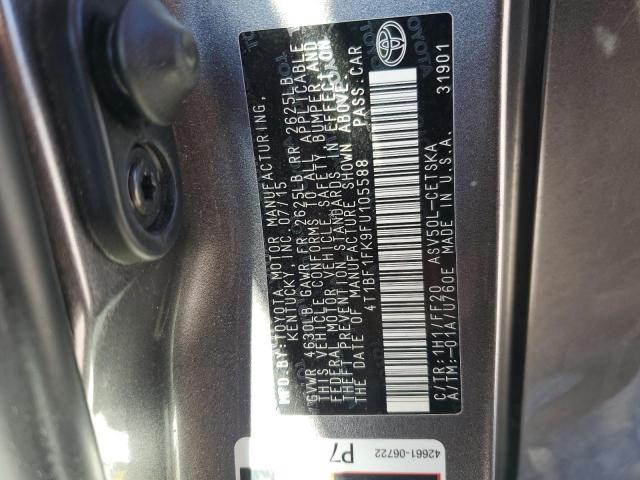 MFD.BY:TOYOTA MOTOR MANUFACTURING,
KENTUCKY, INC. 07/15
GVWR 4630LB GAWR FR 2625LB RR 2625LB
THIS VEHICLE CONFORMS TO ALL APPLICABLE
FEDERAL MOTOR VEHICLE SAFETY, BUMPER, AND
THEFT PREVENTION STANDARDS IN EFFECT ON
THE DATE OF MANUFACTURE SHOWN ABOVE.
4T1BF1FK9FU105588 PASS.CAR
C/TR:1H1/FF20 ASV50L-CETSKA
A/TM:-01A/U760E MADE IN U.S.A. 31901
TOYOTA
42661-06722
P7